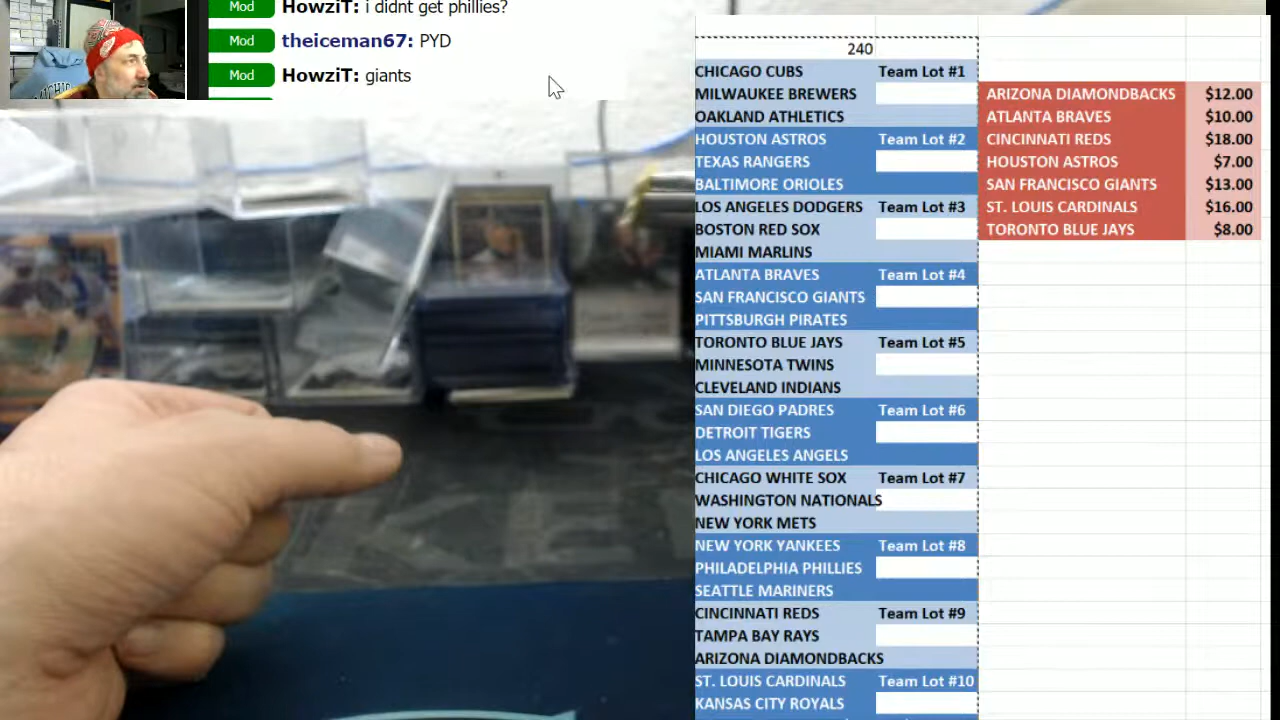 Mod HowziT: i didnt get phillies?
Mod theiceman67: PYD
Mod HowziT: giants
240
CHICAGO CUBS Team Lot #1
MILWAUKEE BREWERS
OAKLAND ATHLETICS
HOUSTON ASTROS Team Lot #2
TEXAS RANGERS
BALTIMORE ORIOLES
LOS ANGELES DODGERS Team Lot #3
BOSTON RED SOX
MIAMI MARLINS
ATLANTA BRAVES Team Lot #4
SAN FRANCISCO GIANTS
PITTSBURGH PIRATES
TORONTO BLUE JAYS Team Lot #5
MINNESOTA TWINS
CLEVELAND INDIANS
SAN DIEGO PADRES Team Lot #6
DETROIT TIGERS
LOS ANGELES ANGELS
CHICAGO WHITE SOX Team Lot #7
WASHINGTON NATIONALS
NEW YORK METS
NEW YORK YANKEES Team Lot #8
PHILADELPHIA PHILLIES
SEATTLE MARINERS
CINCINNATI REDS Team Lot #9
TAMPA BAY RAYS
ARIZONA DIAMONDBACKS
ST. LOUIS CARDINALS Team Lot #10
KANSAS CITY ROYALS
ARIZONA DIAMONDBACKS $12.00
ATLANTA BRAVES $10.00
CINCINNATI REDS $18.00
HOUSTON ASTROS $7.00
SAN FRANCISCO GIANTS $13.00
ST. LOUIS CARDINALS $16.00
TORONTO BLUE JAYS $8.00